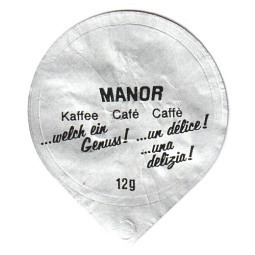 MANOR
Kaffee Café Caffè
...welch ein Genuss!
...un délice!
...una delizia!
12g